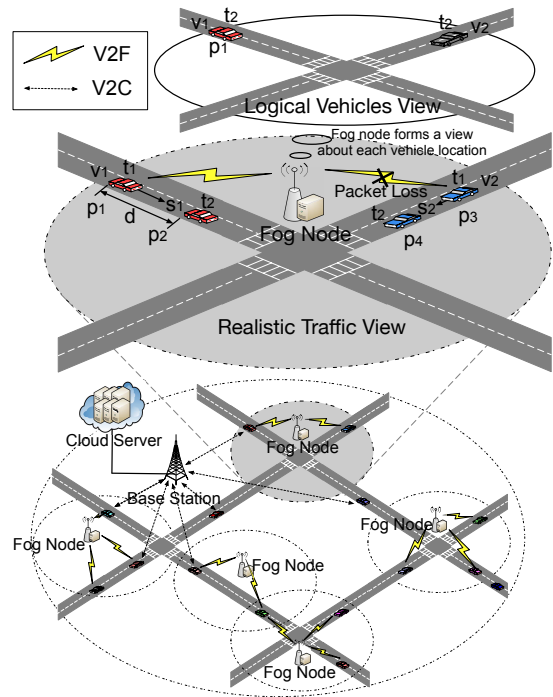 V2F
V2C
v1
t2
p1
t2
v2
Logical Vehicles View
Fog node forms a view
about each vehicle location
v1
t1
p1
d
s1
t2
p2
Packet Loss
t1
v2
t2
s2
p3
p4
Fog Node
Realistic Traffic View
Cloud Server
Base Station
Fog Node
Fog Node
Fog Node
Fog Node
Fog Node